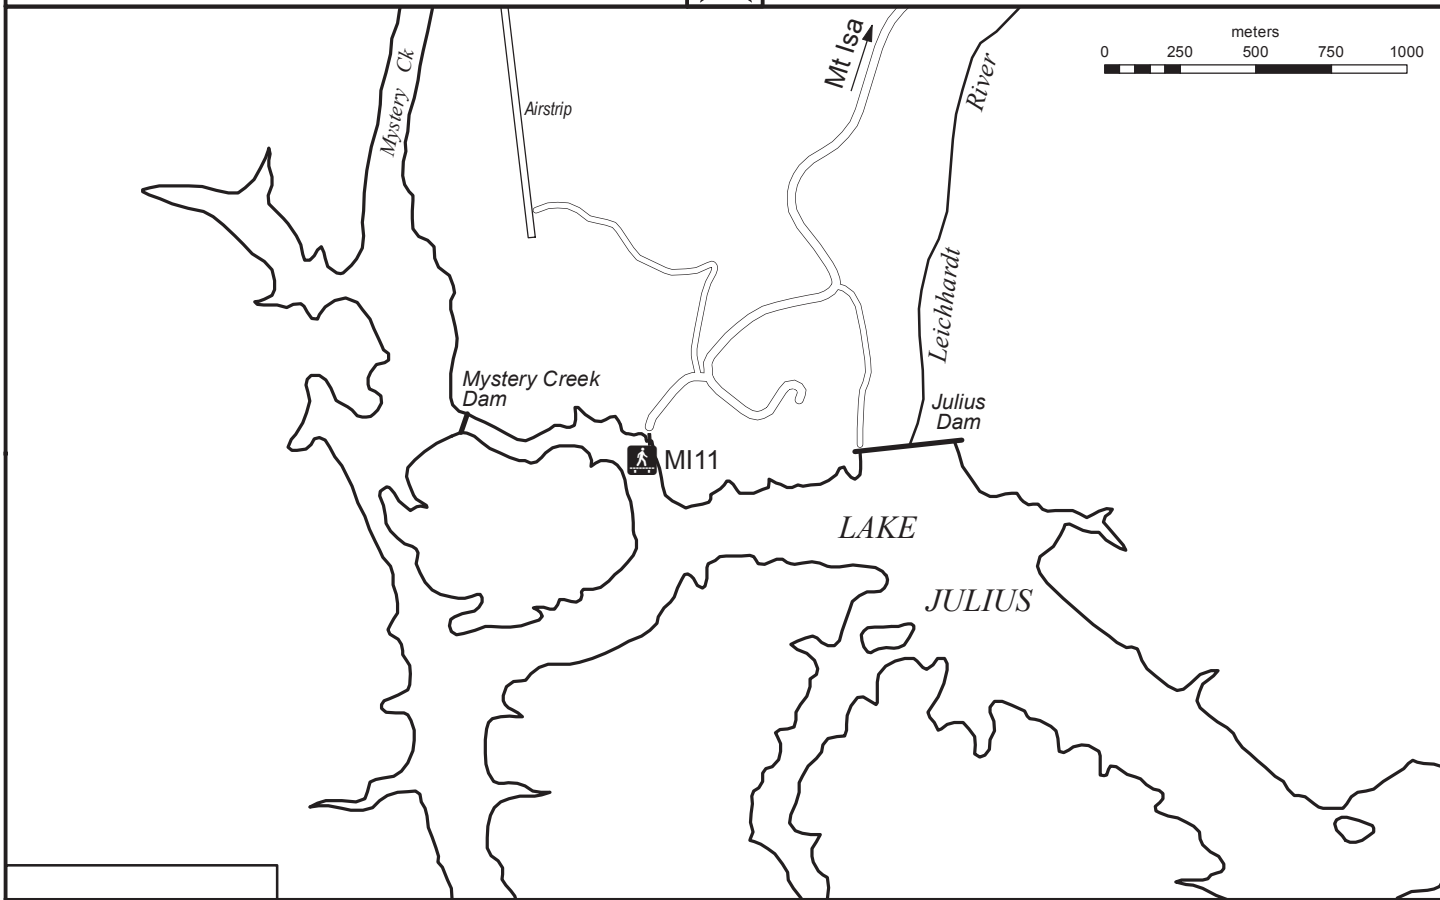 meters
0 250 500 750 1000
Mt Isa
River
Mystery Ck
Airstrip
Leichhardt
Mystery Creek
Dam
Julius
Dam
MI11
LAKE
JULIUS